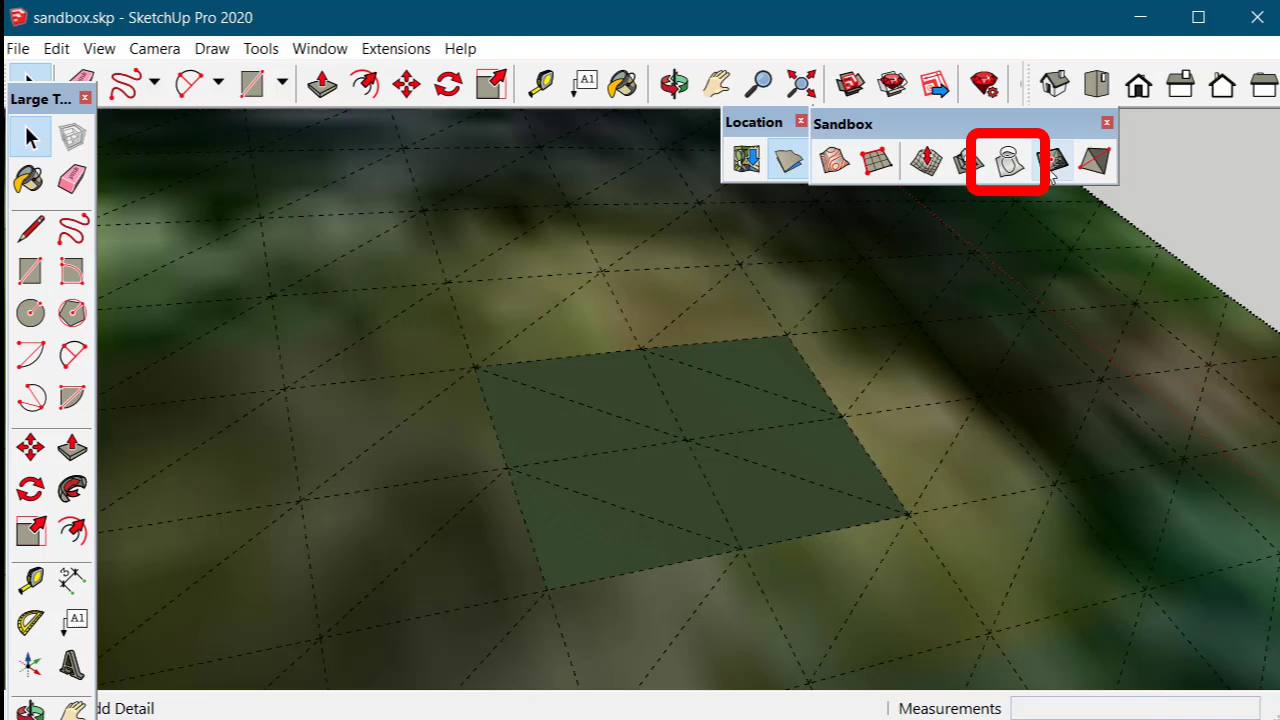 sandbox.skp - SketchUp Pro 2020
File Edit View Camera Draw Tools Window Extensions Help
A1
Large T...
Location
Sandbox
A1
dd Detail
Measurements